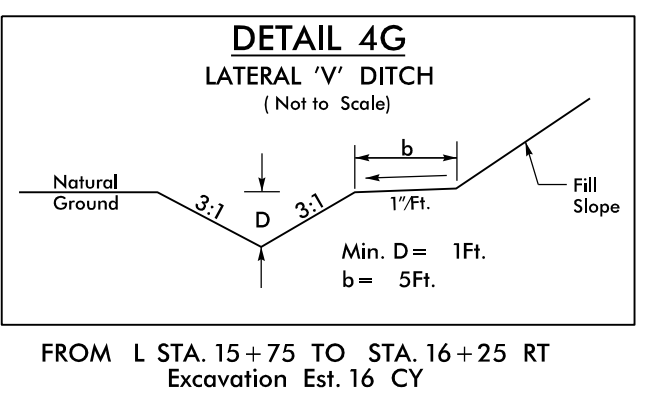 DETAIL 4G
LATERAL 'V' DITCH
( Not to Scale)
b
Natural
Ground
3:1
D
3:1
1"/Ft.
Fill
Slope
Min. D= 1Ft.
b= 5Ft.
FROM L STA. 15+75 TO STA. 16+25 RT
Excavation Est. 16 CY